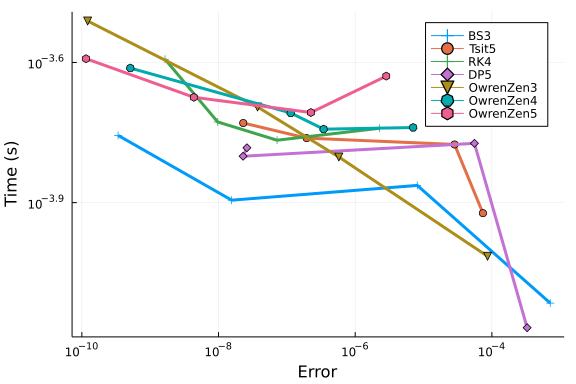 BS3
Tsit5
RK4
DP5
OwrenZen3
OwrenZen4
OwrenZen5
10^-3.6
10^-3.9
Time (s)
10^-10
10^-8
10^-6
10^-4
Error